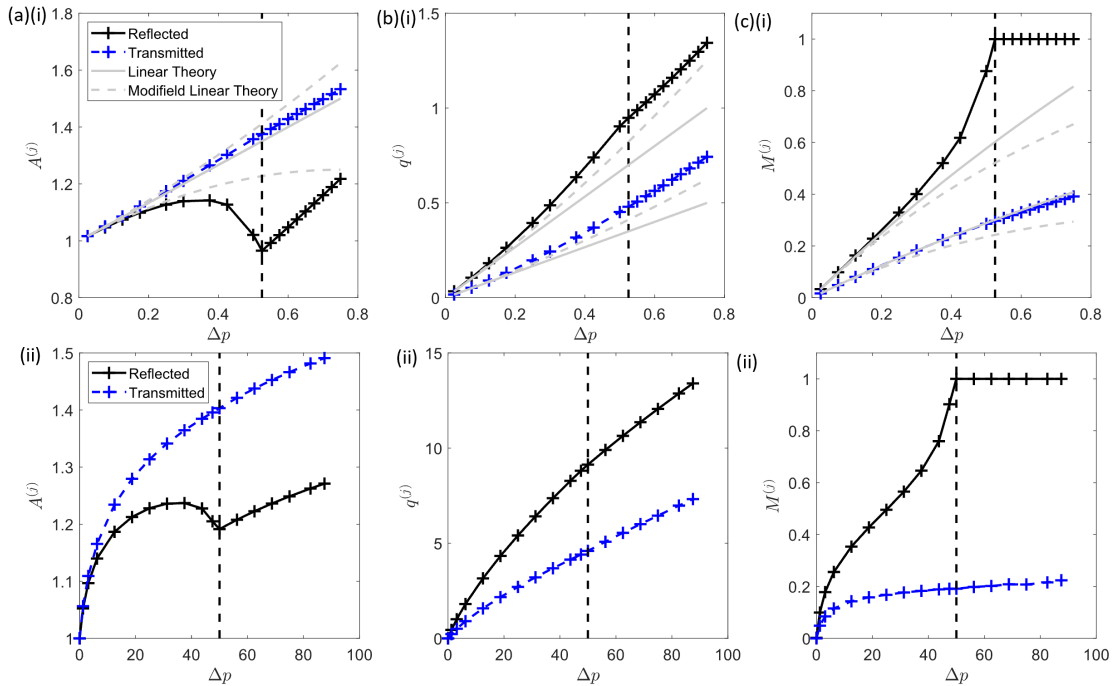 (a)(i)
1.8
1.6
1.4
1.2
1
0.8
A^{(j)}
0
0.2
0.4
0.6
0.8
Δp
Reflected
Transmitted
Linear Theory
Modifield Linear Theory
(b)(i)
1.5
1
0.5
0
q^{(j)}
0
0.2
0.4
0.6
0.8
Δp
c)(i)
1
0.8
0.6
0.4
0.2
0
M^{(j)}
0
0.2
0.4
0.6
0.8
Δp
(ii)
1.5
1.4
1.3
1.2
1.1
1
A^{(j)}
0
20
40
60
80
100
Δp
Reflected
Transmitted
(ii)
15
10
5
0
q^{(j)}
0
20
40
60
80
100
Δp
(ii)
1
0.8
0.6
0.4
0.2
0
M^{(j)}
0
20
40
60
80
100
Δp